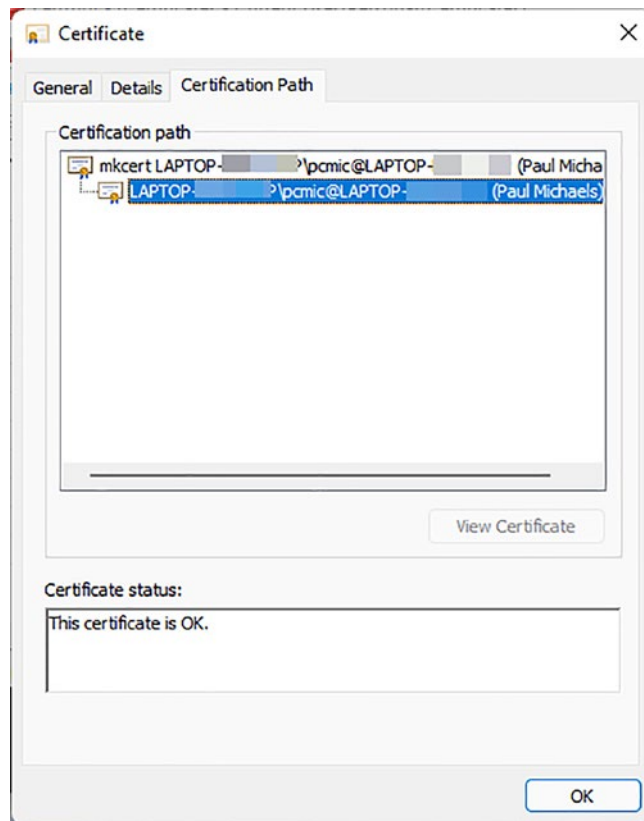 Certificate
General Details Certification Path
Certification path
mkcert LAPTOP- \pcmic@LAPTOP- (Paul Micha
LAPTOP- \pcmic@LAPTOP- (Paul Michaels)
View Certificate
Certificate status:
This certificate is OK.
OK